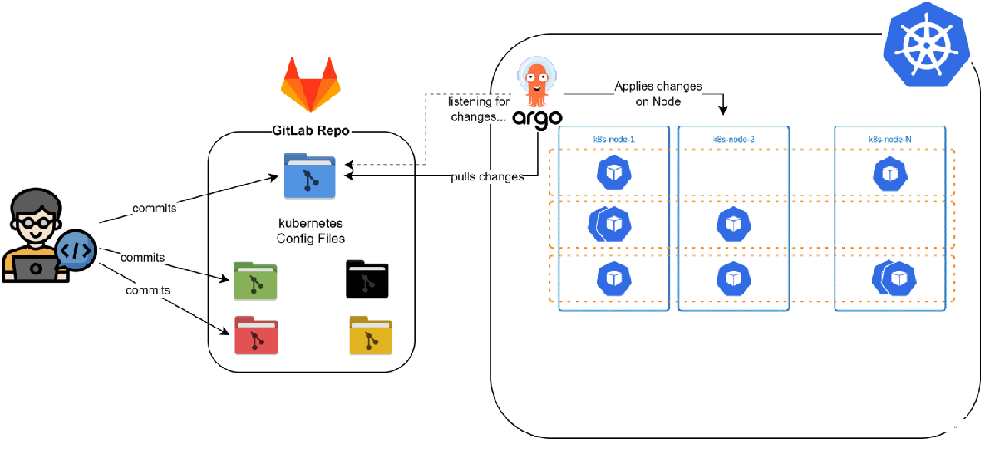 GitLab Repo
commits
commits
commits
kubernetes
Config Files
listening for
changes...
pulls changes
argo
Applies changes
on Node
k8s-node-1
k8s-node-2
k8s-node-N